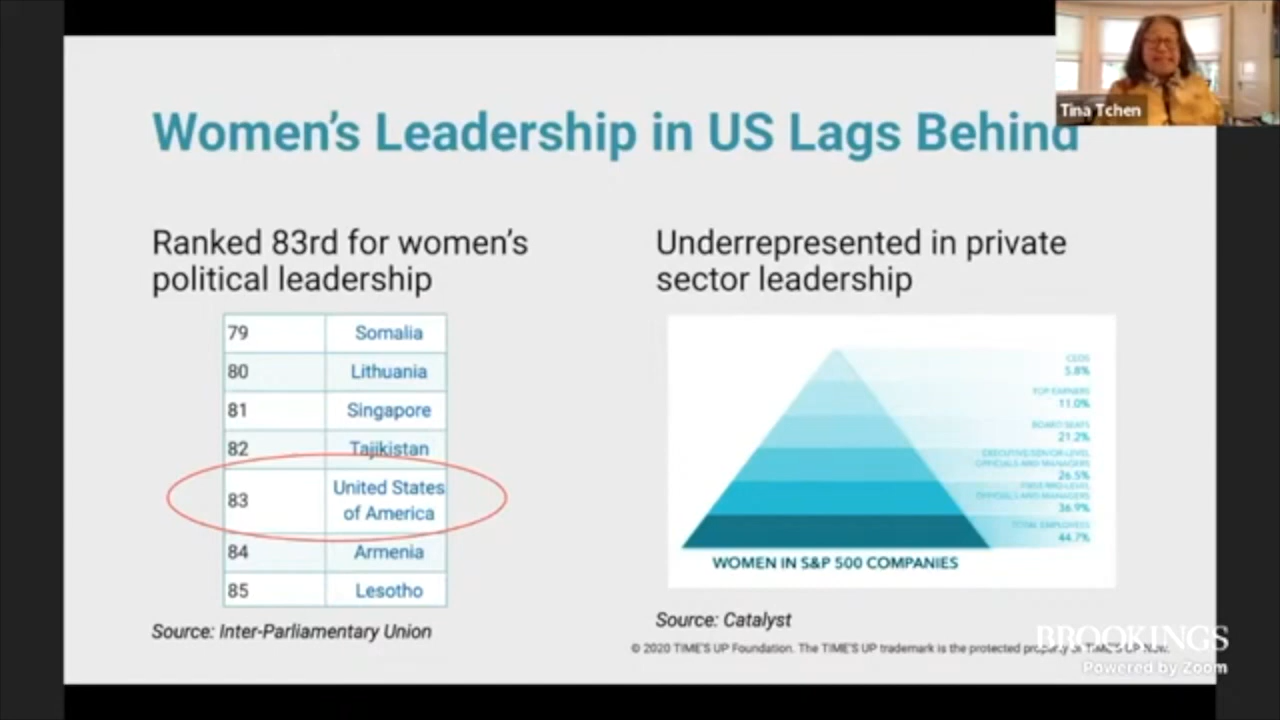 Tina Tchen
Women's Leadership in US Lags Behind
Ranked 83rd for women's
political leadership
79 Somalia
80 Lithuania
81 Singapore
82 Tajikistan
83 United States
of America
84 Armenia
85 Lesotho
Source: Inter-Parliamentary Union
Underrepresented in private
sector leadership
CEOS
5.8%
TOP EARNERS
11.0%
BOARD SEATS
21.2%
EXECUTIVE/SENIOR-LEVEL
OFFICIALS AND MANAGERS
26.5%
FIRST/MID-LEVEL
OFFICIALS AND MANAGERS
36.9%
TOTAL EMPLOYEES
44.7%
WOMEN IN S&P 500 COMPANIES
Source: Catalyst
© 2020 TIME'S UP Foundation. The TIME'S UP trademark is the protected property of TIME'S UP Now.
BROOKINGS
Powered by Zoom